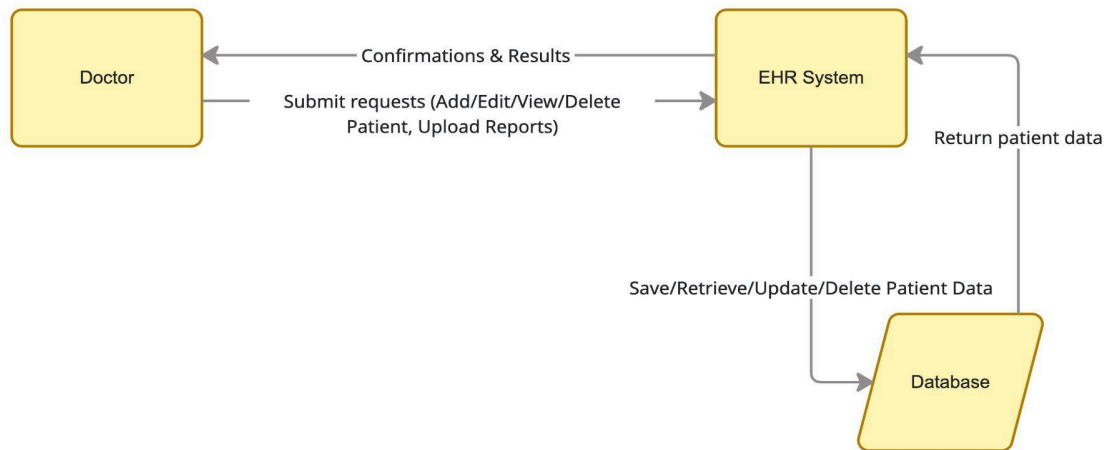 Confirmations & Results
Doctor
EHR System
Submit requests (Add/Edit/View/Delete
Patient, Upload Reports)
Return patient data
Save/Retrieve/Update/Delete Patient Data
Database